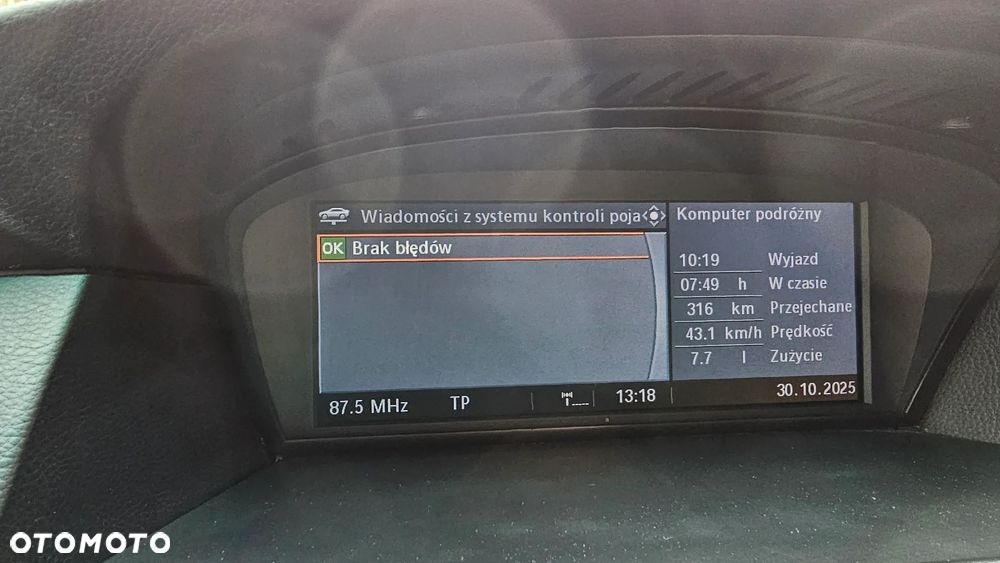 Wiadomości z systemu kontroli poja
OK Brak błędów
Komputer podróżny
10:19 Wyjazd
07:49 h W czasie
316 km Przejechane
43.1 km/h Prędkość
7.7 l Zużycie
87.5 MHz TP 13:18 30.10.2025
OTOMOTO